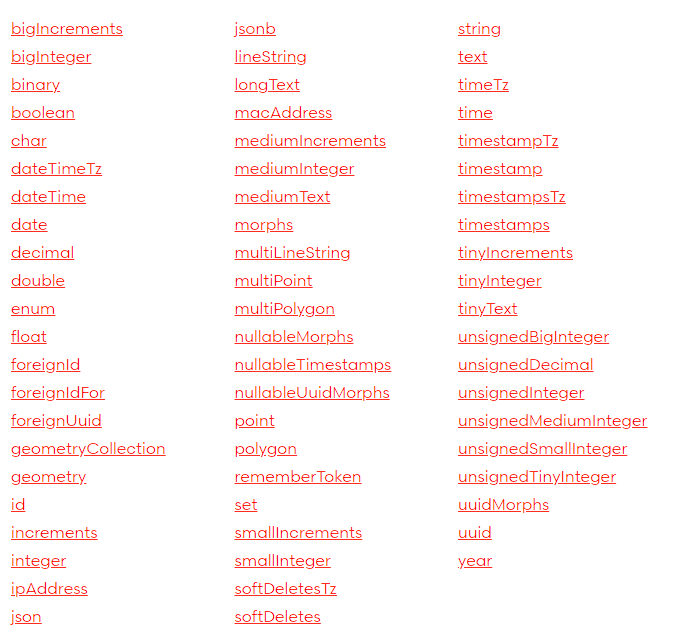 bigIncrements
bigInteger
binary
boolean
char
dateTimeTz
dateTime
date
decimal
double
enum
float
foreignId
foreignIdFor
foreignUuid
geometryCollection
geometry
id
increments
integer
ipAddress
json
jsonb
lineString
longText
macAddress
mediumIncrements
mediumInteger
mediumText
morphs
multiLineString
multiPoint
multiPolygon
nullableMorphs
nullableTimestamps
nullableUuidMorphs
point
polygon
rememberToken
set
smallIncrements
smallInteger
softDeletesTz
softDeletes
string
text
timeTz
time
timestampTz
timestamp
timestampsTz
timestamps
tinyIncrements
tinyInteger
tinyText
unsignedBigInteger
unsignedDecimal
unsignedInteger
unsignedMediumInteger
unsignedSmallInteger
unsignedTinyInteger
uuidMorphs
uuid
year